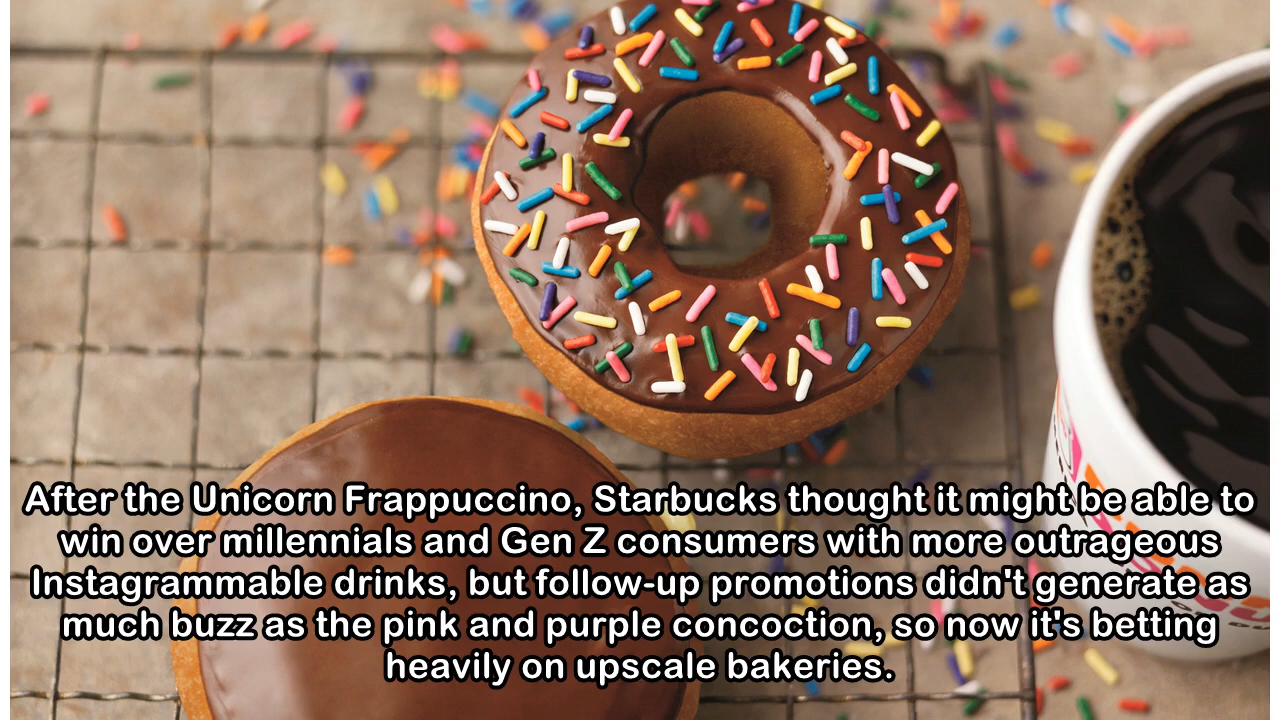 After the Unicorn Frappuccino, Starbucks thought it might be able to
win over millennials and Gen Z consumers with more outrageous
Instagrammable drinks, but follow-up promotions didn't generate as
much buzz as the pink and purple concoction, so now it's betting
heavily on upscale bakeries.